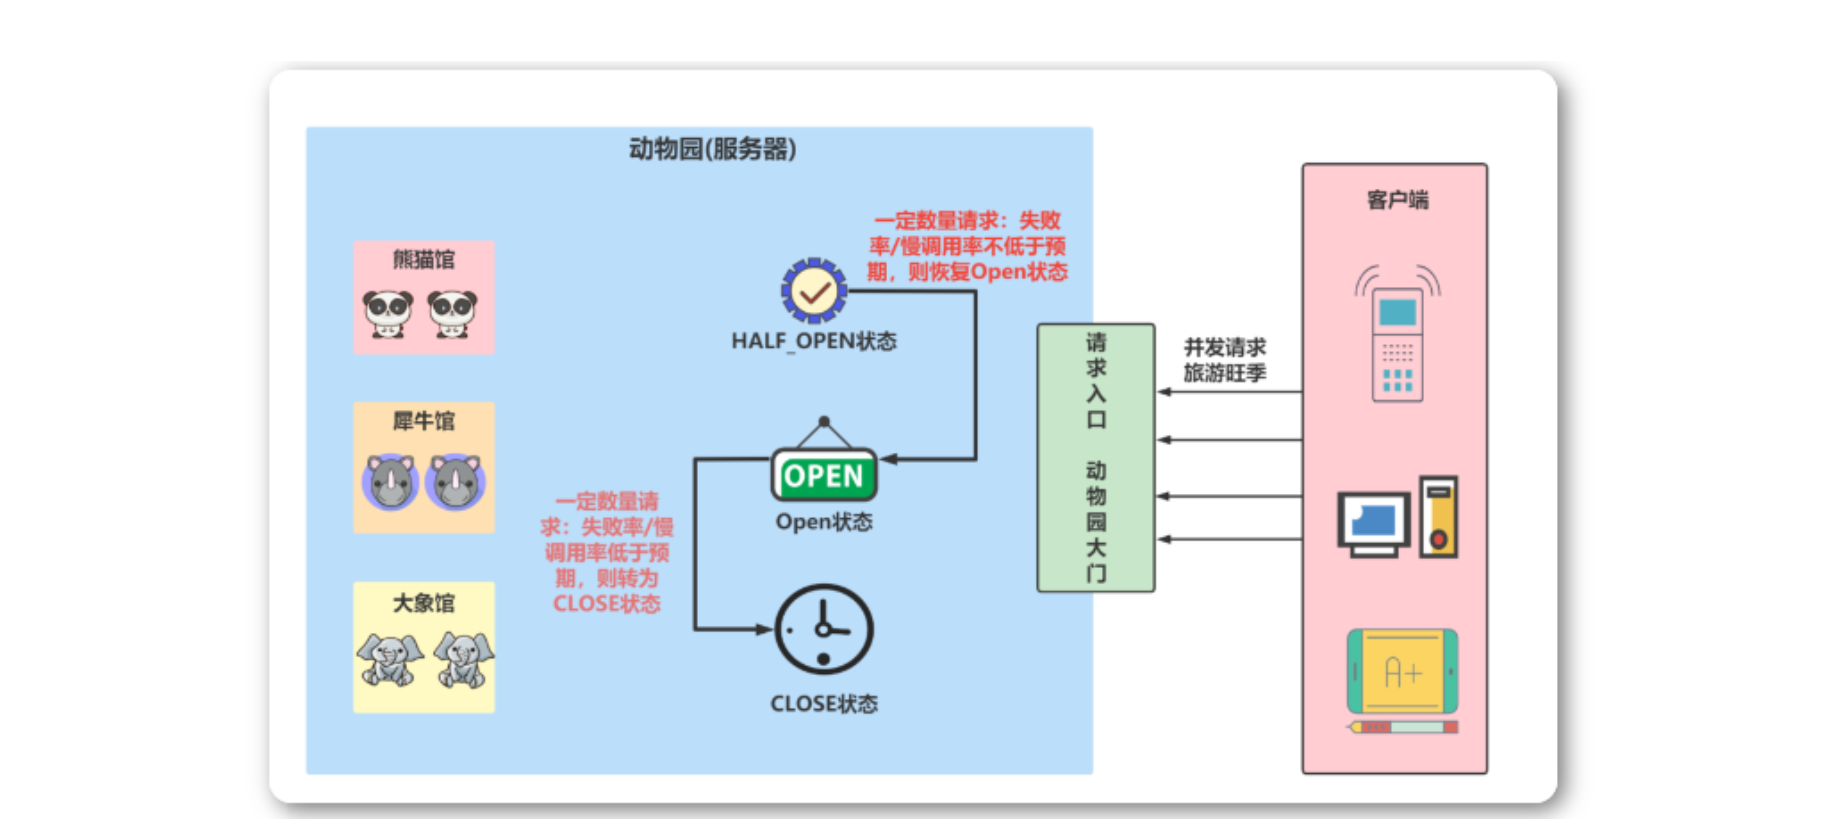 动物园(服务器)
熊猫馆
犀牛馆
大象馆
一定数量请求：失败
率/慢调用率不低于预
期，则恢复Open状态
HALF_OPEN状态
OPEN
Open状态
一定数量请
求：失败率/慢
调用率低于预
期，则转为
CLOSE状态
CLOSE状态
请
求
入
口
动
物
园
大
门
并发请求
旅游旺季
客户端
A+